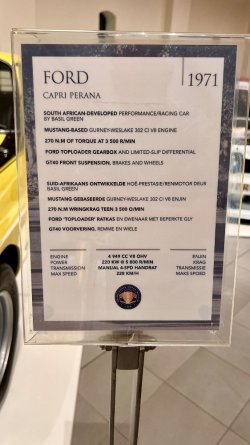 FORD
1971
CAPRI PERANA
SOUTH AFRICAN-DEVELOPED PERFORMANCE/RACING CAR
BY BASIL GREEN
MUSTANG-BASED GURNEY-WESLAKE 302 CI V8 ENGINE
270 N.M OF TORQUE AT 3 500 R/MIN
FORD TOPLOADER GEARBOX AND LIMITED-SLIP DIFFERENTIAL
GT40 FRONT SUSPENSION, BRAKES AND WHEELS
SUID-AFRIKAANS ONTWIKKELDE HOË-PRESTASIE/RENMOTOR DEUR
BASIL GREEN
MUSTANG GEBASEERDE GURNEY-WESLAKE 302 CI V8 ENJIN
270 N.M WRINGKRAG TEEN 3 500 O/MIN
FORD 'TOPLOADER' RATKAS EN EWENAAR MET BEPERKTE GLY
GT40 VOORVERING, REMME EN WIELE
ENGINE 4 949 CC V8 OHV ENJIN
POWER 220 KW @ 5 800 R/MIN KRAG
TRANSMISSION MANUAL 4-SPD HANDRAT TRANSMISSIE
MAX SPEED 228 KM/H MAKS SPOED